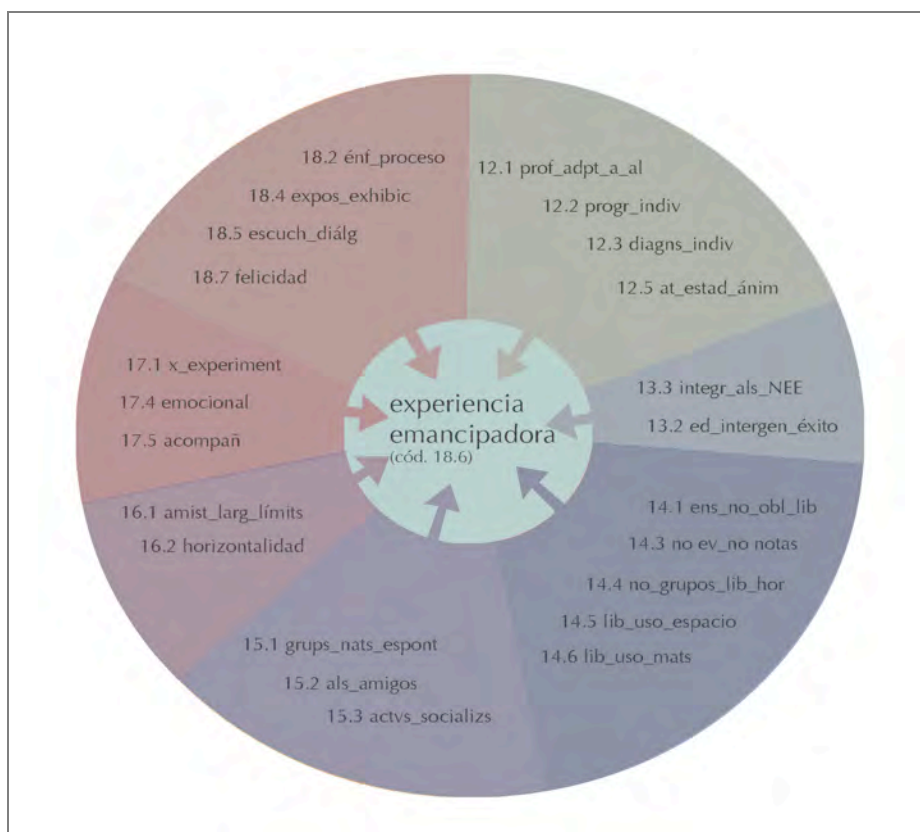 18.2 énf_proceso
18.4 expos_exhibic
18.5 escuch_diálg
18.7 felicidad
12.1 prof_adpt_a_al
12.2 progr_indiv
12.3 diagns_indiv
12.5 at_estad_ánim
17.1 x_experiment
17.4 emocional
17.5 acompañ
experiencia
emancipadora
(cód. 18.6)
13.3 integr_als_NEE
13.2 ed_intergen_éxito
16.1 amist_larg_límits
16.2 horizontalidad
14.1 ens_no_obl_lib
14.3 no ev_no notas
14.4 no_grupos_lib_hor
14.5 lib_uso_espacio
14.6 lib_uso_mats
15.1 grups_nats_espont
15.2 als_amigos
15.3 actvs_socializs